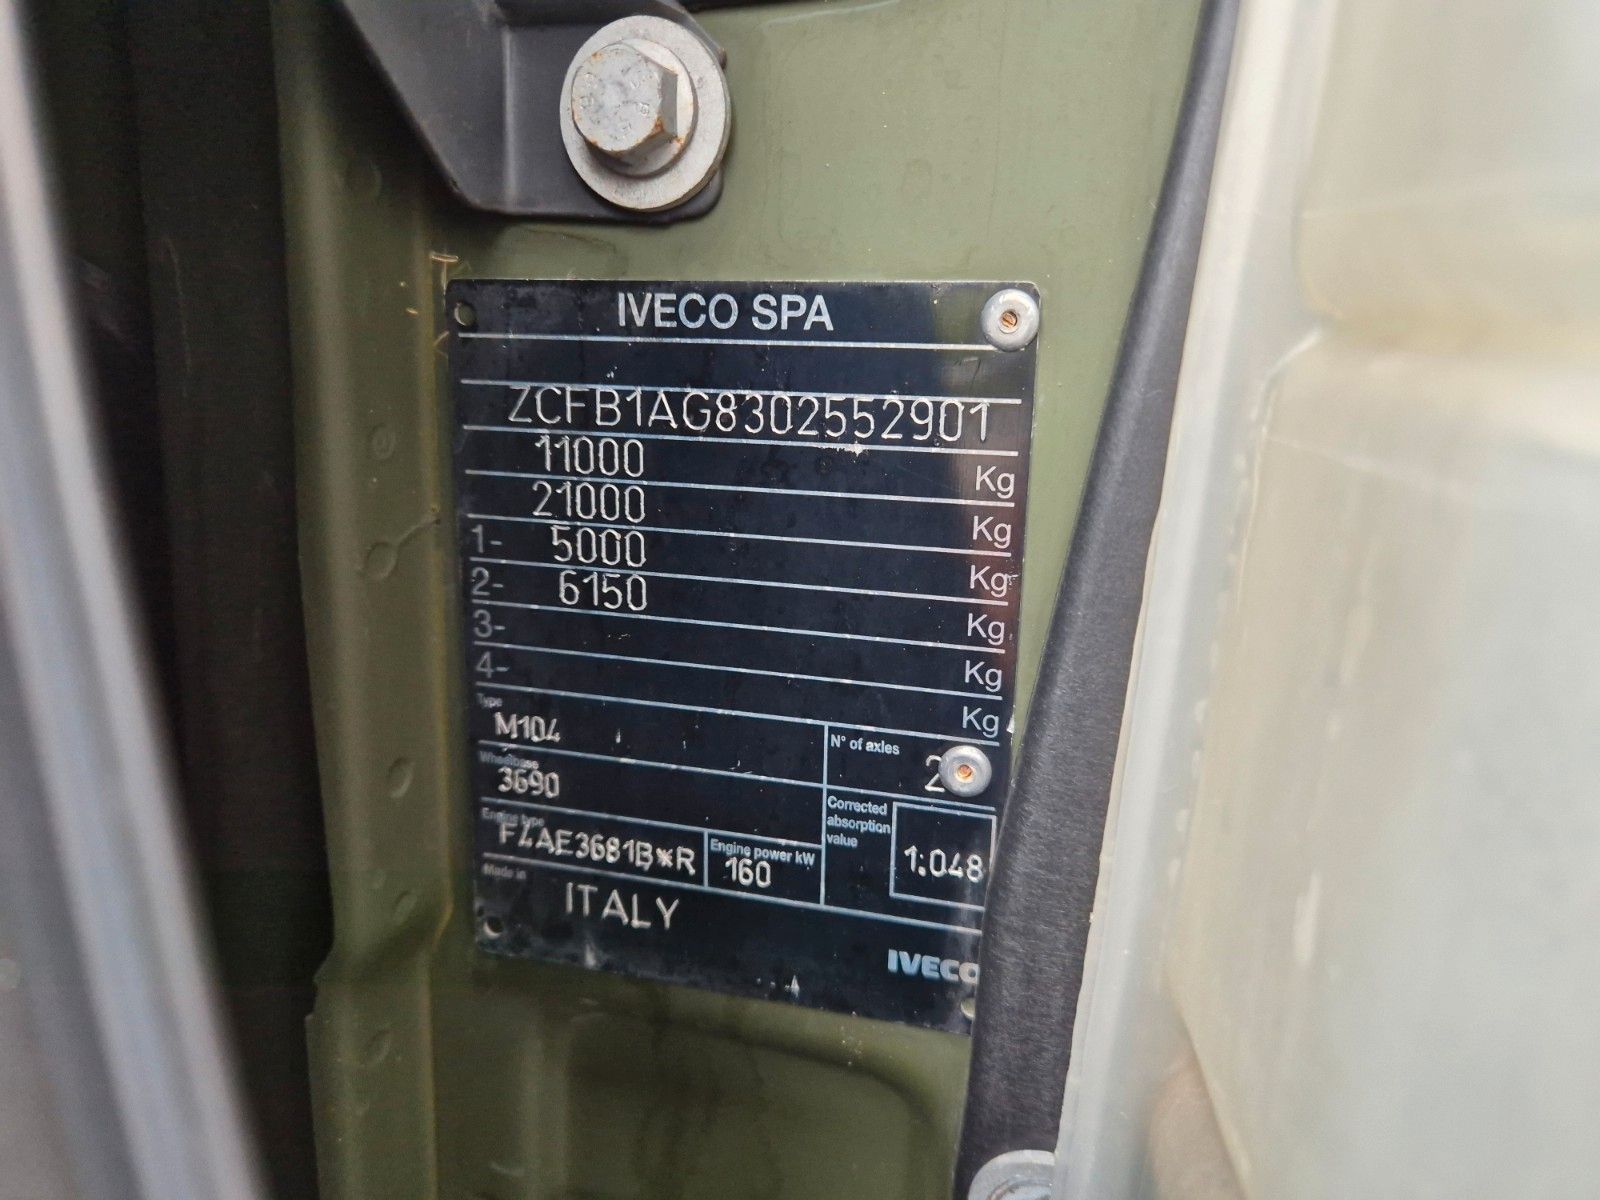 IVECO SPA
ZCFB1AG8302552901
11000 Kg
21000 Kg
1- 5000 Kg
2- 6150 Kg
3- Kg
4- Kg
Type
M104
N° of axles
2
Wheelbase
3690
Corrected
absorption
value
1.048
Engine type
F4AE3681B*R
Engine power kW
160
Made in
ITALY
IVECO